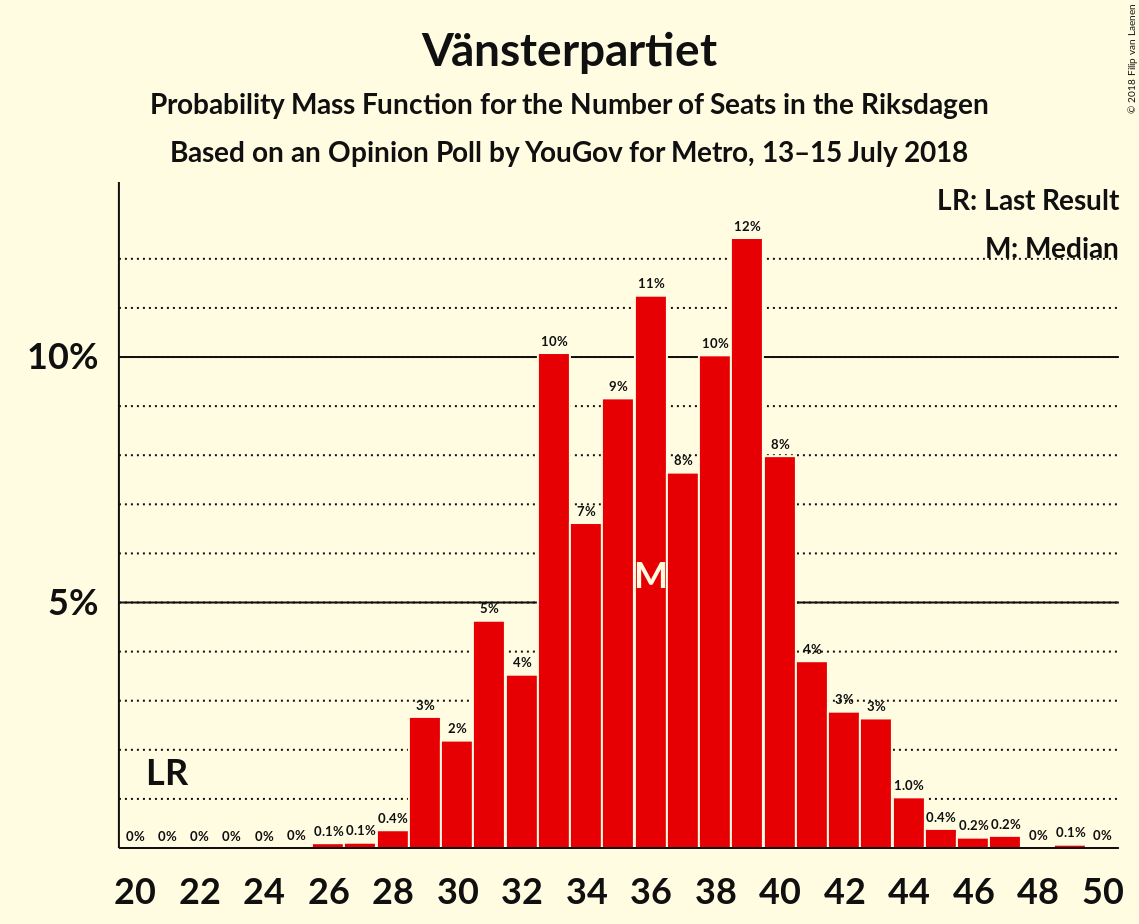 © 2018 Filip van Laenen
Vänsterpartiet
Probability Mass Function for the Number of Seats in the Riksdagen
Based on an Opinion Poll by YouGov for Metro, 13–15 July 2018
LR: Last Result
M: Median
10%
5%
LR
M
0% 0% 0% 0% 0% 0% 0.1% 0.1% 0.4% 3% 2% 5% 4% 10% 7% 9% 11% 8% 10% 12% 8% 4% 3% 3% 1.0% 0.4% 0.2% 0.2% 0% 0.1% 0%
20 22 24 26 28 30 32 34 36 38 40 42 44 46 48 50